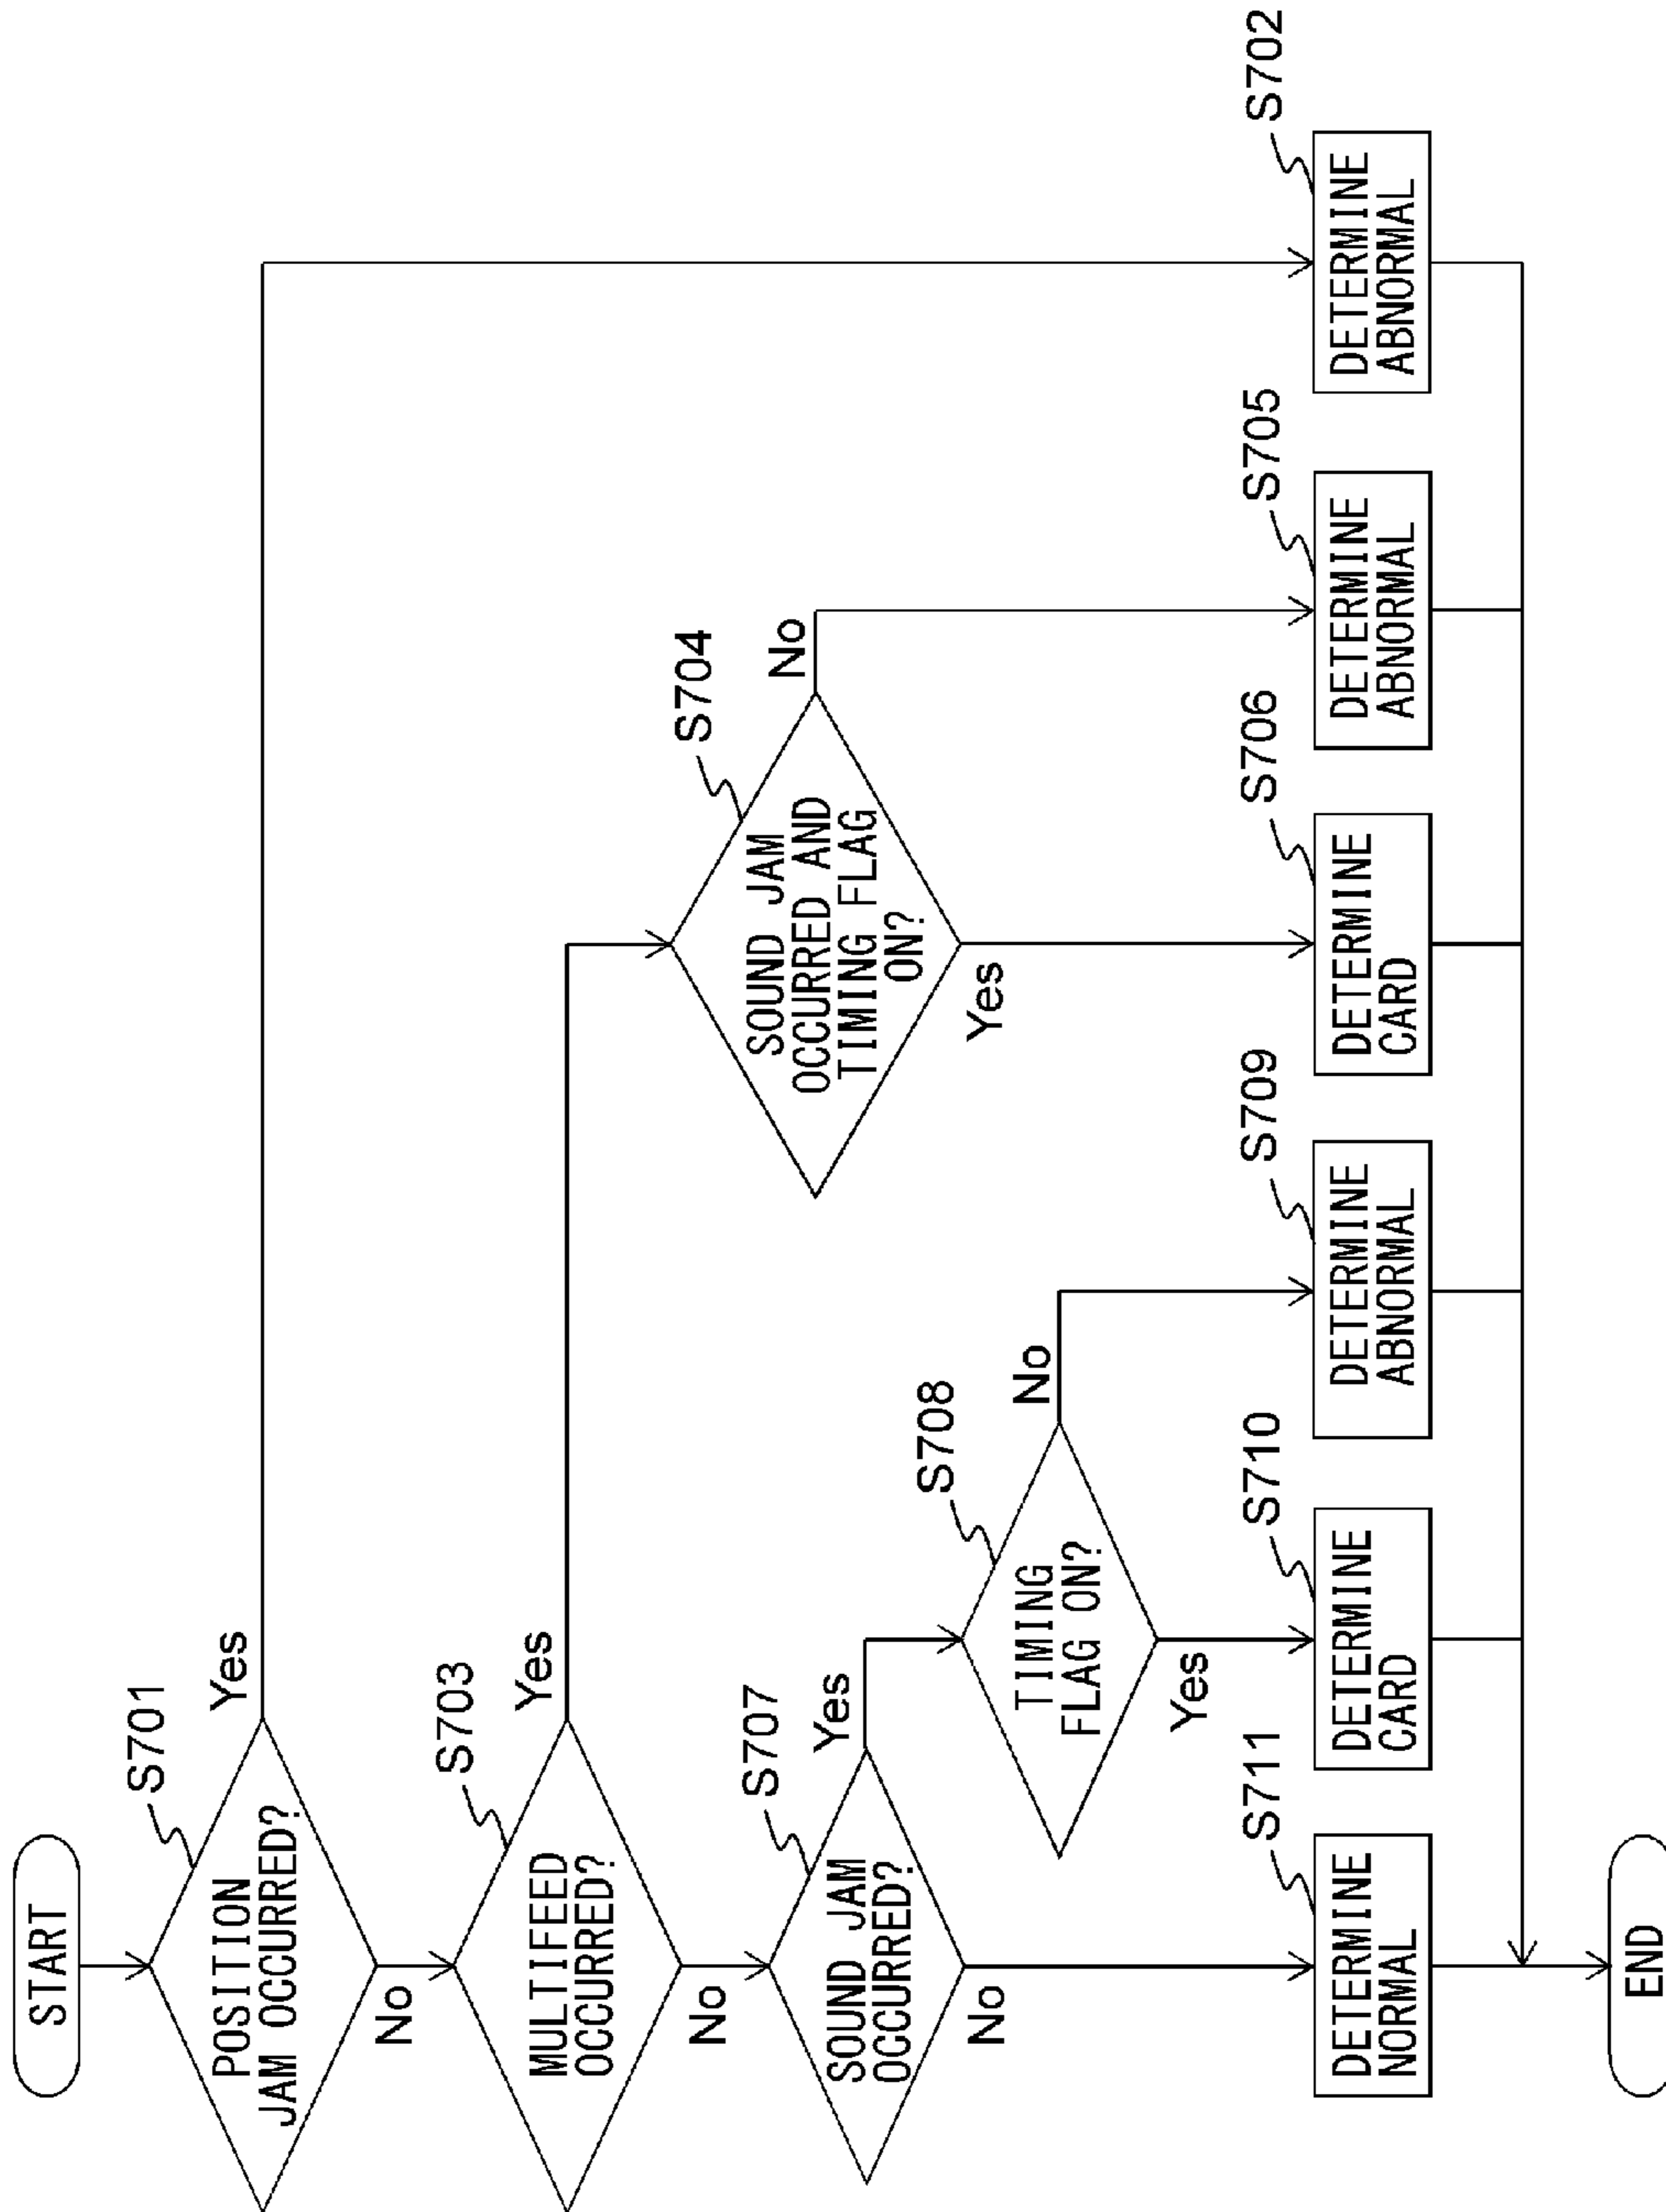 START
S701
POSITION
JAM OCCURRED?
Yes
No
S703
MULTIFEED
OCCURRED?
Yes
No
S704
SOUND JAM
OCCURRED AND
TIMING FLAG
ON?
No
Yes
S707
SOUND JAM
OCCURRED?
Yes
No
S708
TIMING
FLAG ON?
No
Yes
S711
DETERMINE
NORMAL
S710
DETERMINE
CARD
S709
DETERMINE
ABNORMAL
S706
DETERMINE
CARD
S705
DETERMINE
ABNORMAL
S702
DETERMINE
ABNORMAL
END